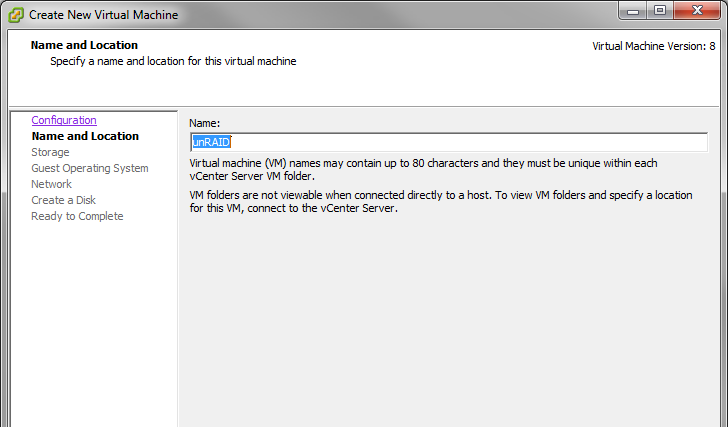 Create New Virtual Machine
Name and Location
Virtual Machine Version: 8
Specify a name and location for this virtual machine
Configuration
Name and Location
Storage
Guest Operating System
Network
Create a Disk
Ready to Complete
Name:
unRAID
Virtual machine (VM) names may contain up to 80 characters and they must be unique within each
vCenter Server VM folder.
VM folders are not viewable when connected directly to a host. To view VM folders and specify a location
for this VM, connect to the vCenter Server.